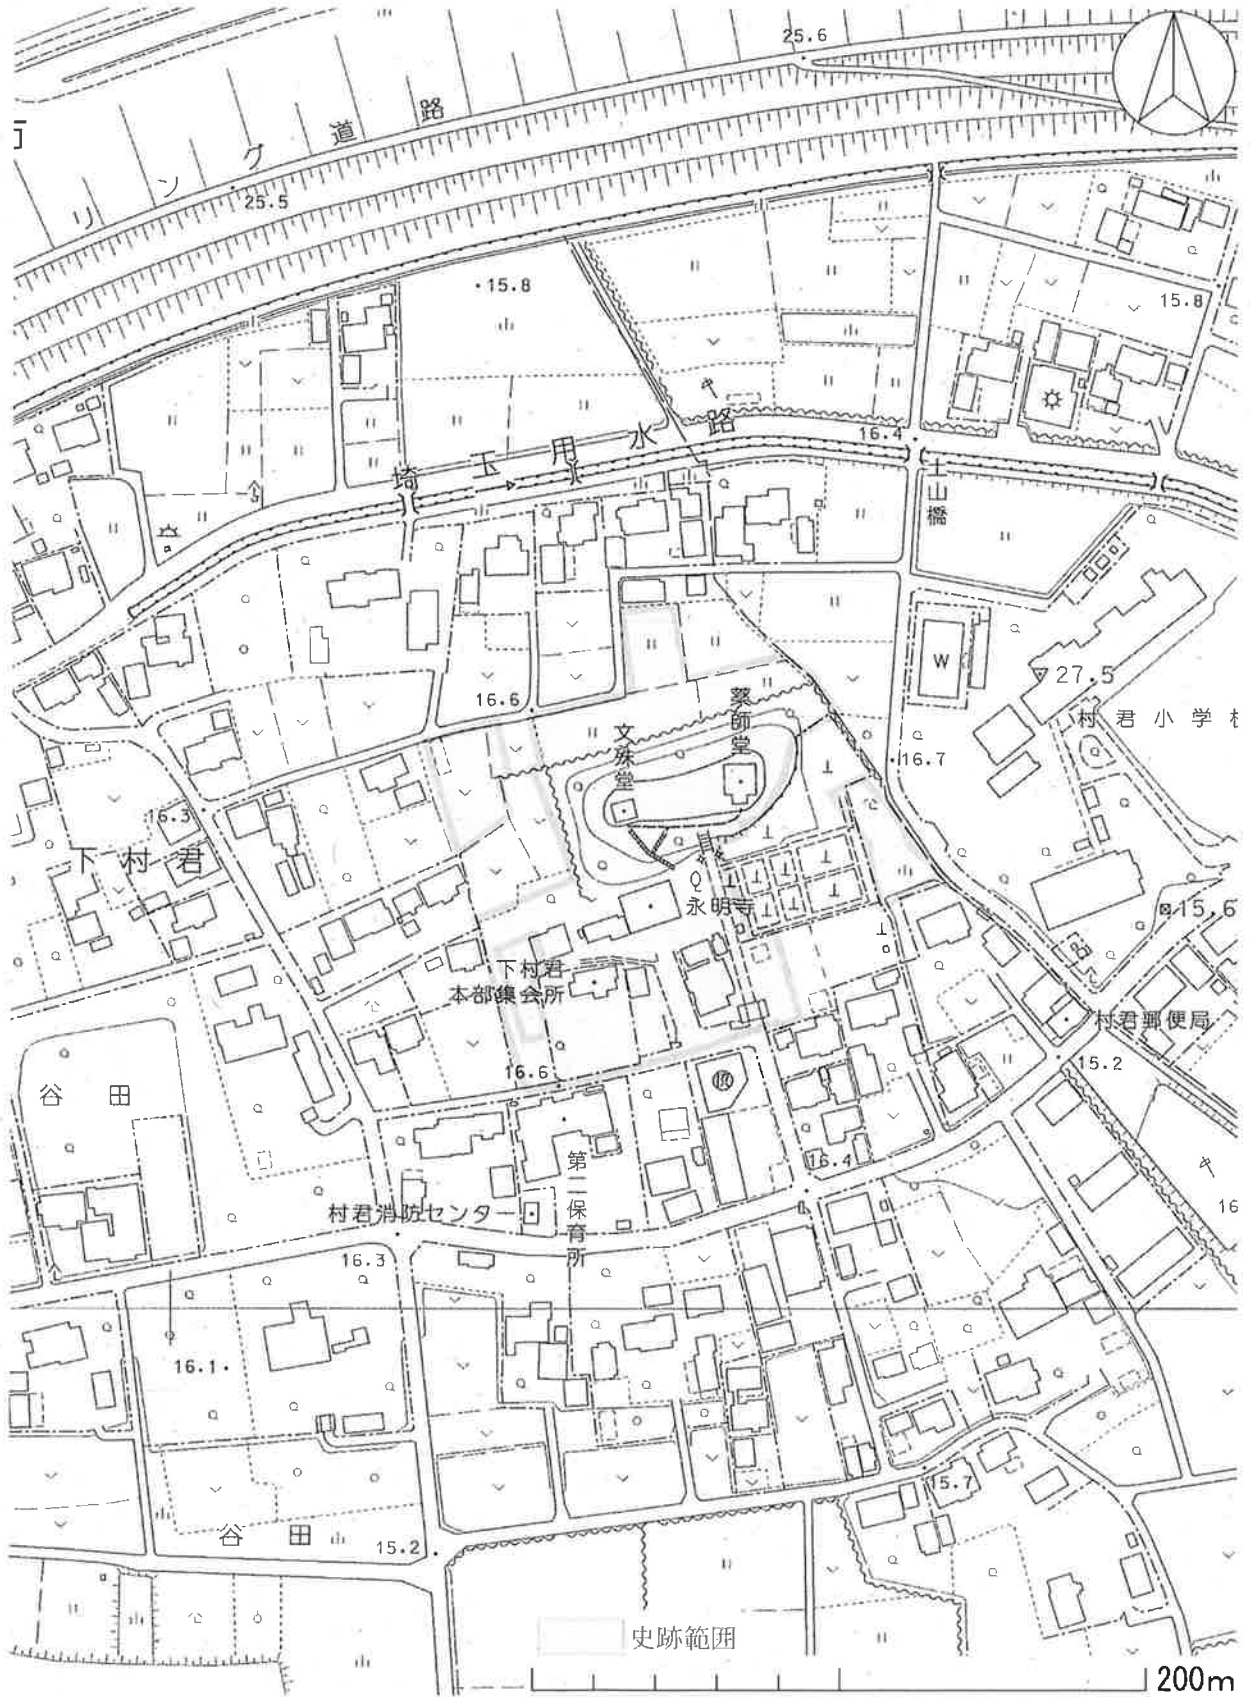 25.6
リング道路
25.5
15.8
15.8
埼玉用水路
16.4
土山橋
W
27.5
16.6
薬師堂
文殊堂
村君小学校
16.7
16.3
下村君
永明寺
15.6
下村君
本部集会所
村君郵便局
16.6
15.2
谷田
16.4
第二保育所
村君消防センター
16
16.3
16.1
15.7
谷田
15.2
史跡範囲
200m